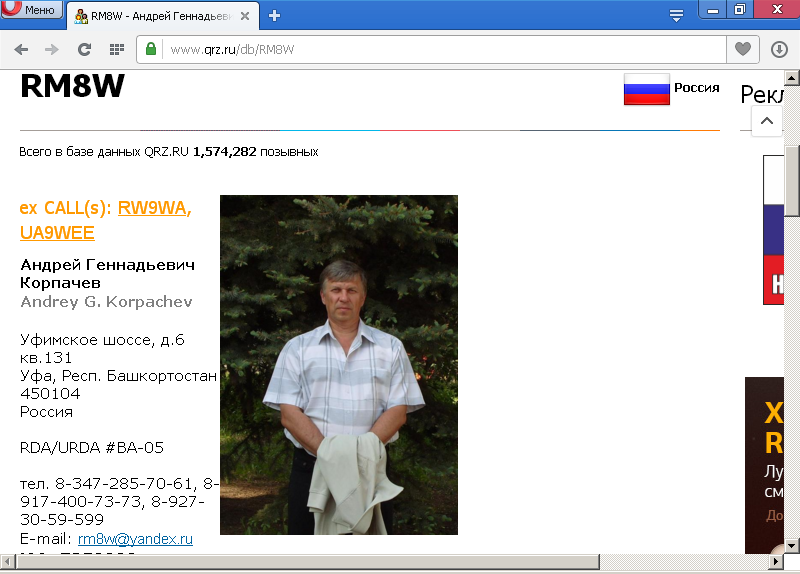 Меню
RM8W - Андрей Геннадьеви
www.qrz.ru/db/RM8W
RM8W
Россия
Рекл
Всего в базе данных QRZ.RU 1,574,282 позывных
ex CALL(s): RW9WA,
UA9WEE
Андрей Геннадьевич
Корпачев
Andrey G. Korpachev
Уфимское шоссе, д.6
кв.131
Уфа, Респ. Башкортостан
450104
Россия
RDA/URDA #BA-05
тел. 8-347-285-70-61, 8-
917-400-73-73, 8-927-
30-59-599
E-mail: rm8w@yandex.ru
Н
Х
R
Лу
см
До